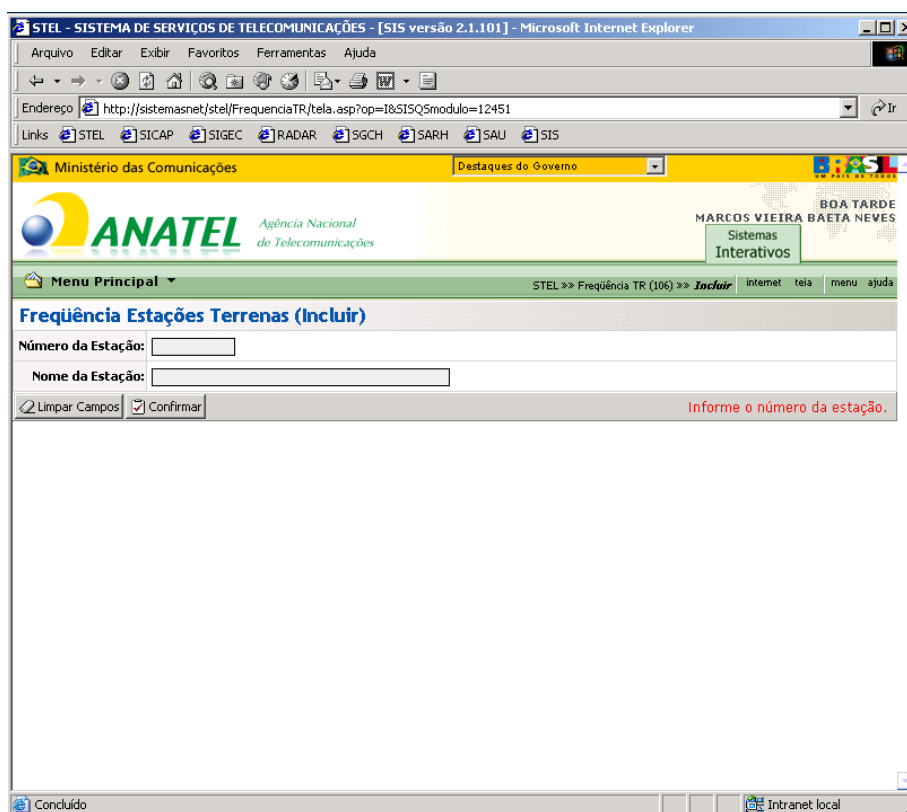 STEL - SISTEMA DE SERVIÇOS DE TELECOMUNICAÇÕES - [SIS versão 2.1.101] - Microsoft Internet Explorer
Arquivo Editar Exibir Favoritos Ferramentas Ajuda
Endereço http://sistemasnet/stel/FrequenciaTR/tela.asp?op=I&SISQSmodulo=12451 Ir
Links STEL SICAP SIGEC RADAR SGCH SARH SAU SIS
Ministério das Comunicações Destaques do Governo BRASIL
UM PAÍS DE TODOS
BOA TARDE
MARCOS VIEIRA BAETA NEVES
ANATEL Agência Nacional
de Telecomunicações
Sistemas
Interativos
Menu Principal STEL »» Freqüência TR (106) »» Incluir internet teia menu ajuda
Freqüência Estações Terrenas (Incluir)
Número da Estação:
Nome da Estação:
Limpar Campos Confirmar Informe o número da estação.
Concluído Intranet local